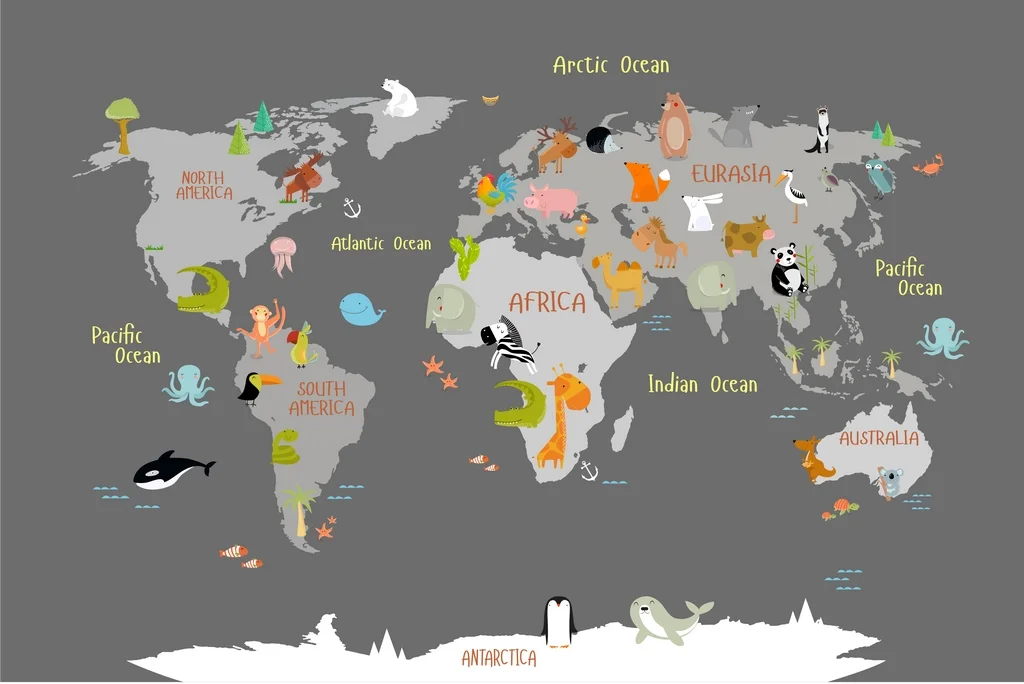 Arctic Ocean
NORTH
AMERICA
EURASIA
Atlantic Ocean
Pacific
Ocean
AFRICA
Pacific
Ocean
SOUTH
AMERICA
Indian Ocean
AUSTRALIA
ANTARCTICA